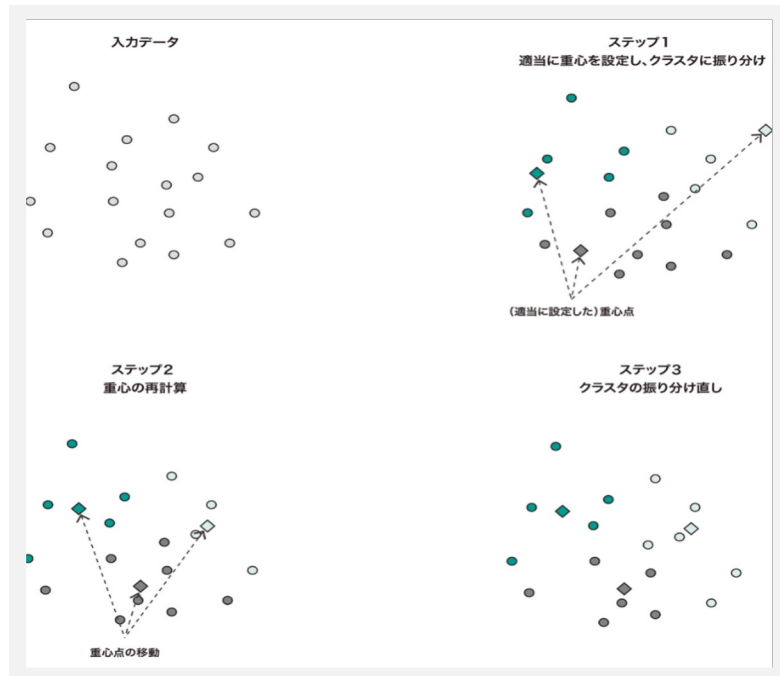 入力データ
ステップ1
適当に重心を設定し、クラスタに振り分け
(適当に設定した)重心点
ステップ2
重心の再計算
ステップ3
クラスタの振り分け直し
重心点の移動